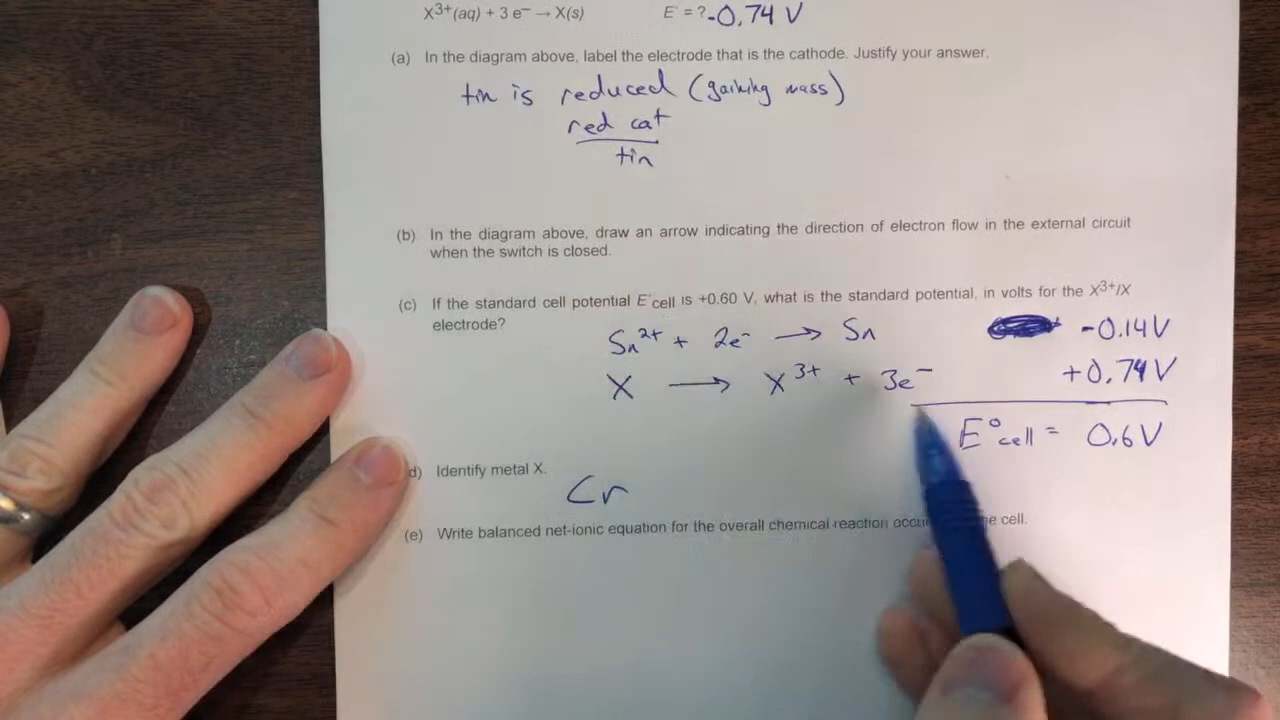 X3+(aq) + 3 e− → X(s) E° = ? -0.74 V
(a) In the diagram above, label the electrode that is the cathode. Justify your answer.
tin is reduced (gaining mass)
red cat
tin
(b) In the diagram above, draw an arrow indicating the direction of electron flow in the external circuit
when the switch is closed.
(c) If the standard cell potential E°cell is +0.60 V, what is the standard potential, in volts for the X3+/X
electrode?
Sn2+ + 2e- → Sn -0.14V
X → X3+ + 3e- +0.74V
E°cell = 0.6V
d) Identify metal X.
Cr
(e) Write balanced net-ionic equation for the overall chemical reaction cell.